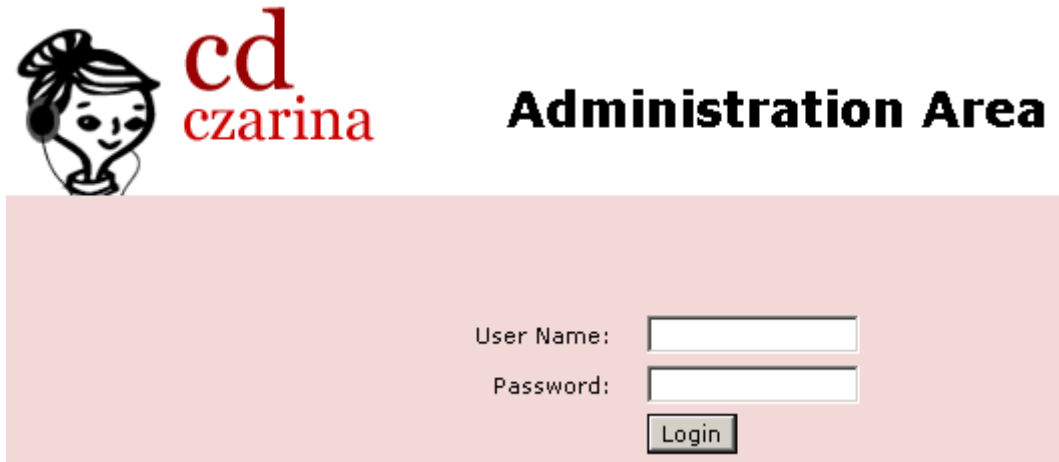 cd
czarina
Administration Area
User Name:
Password:
Login